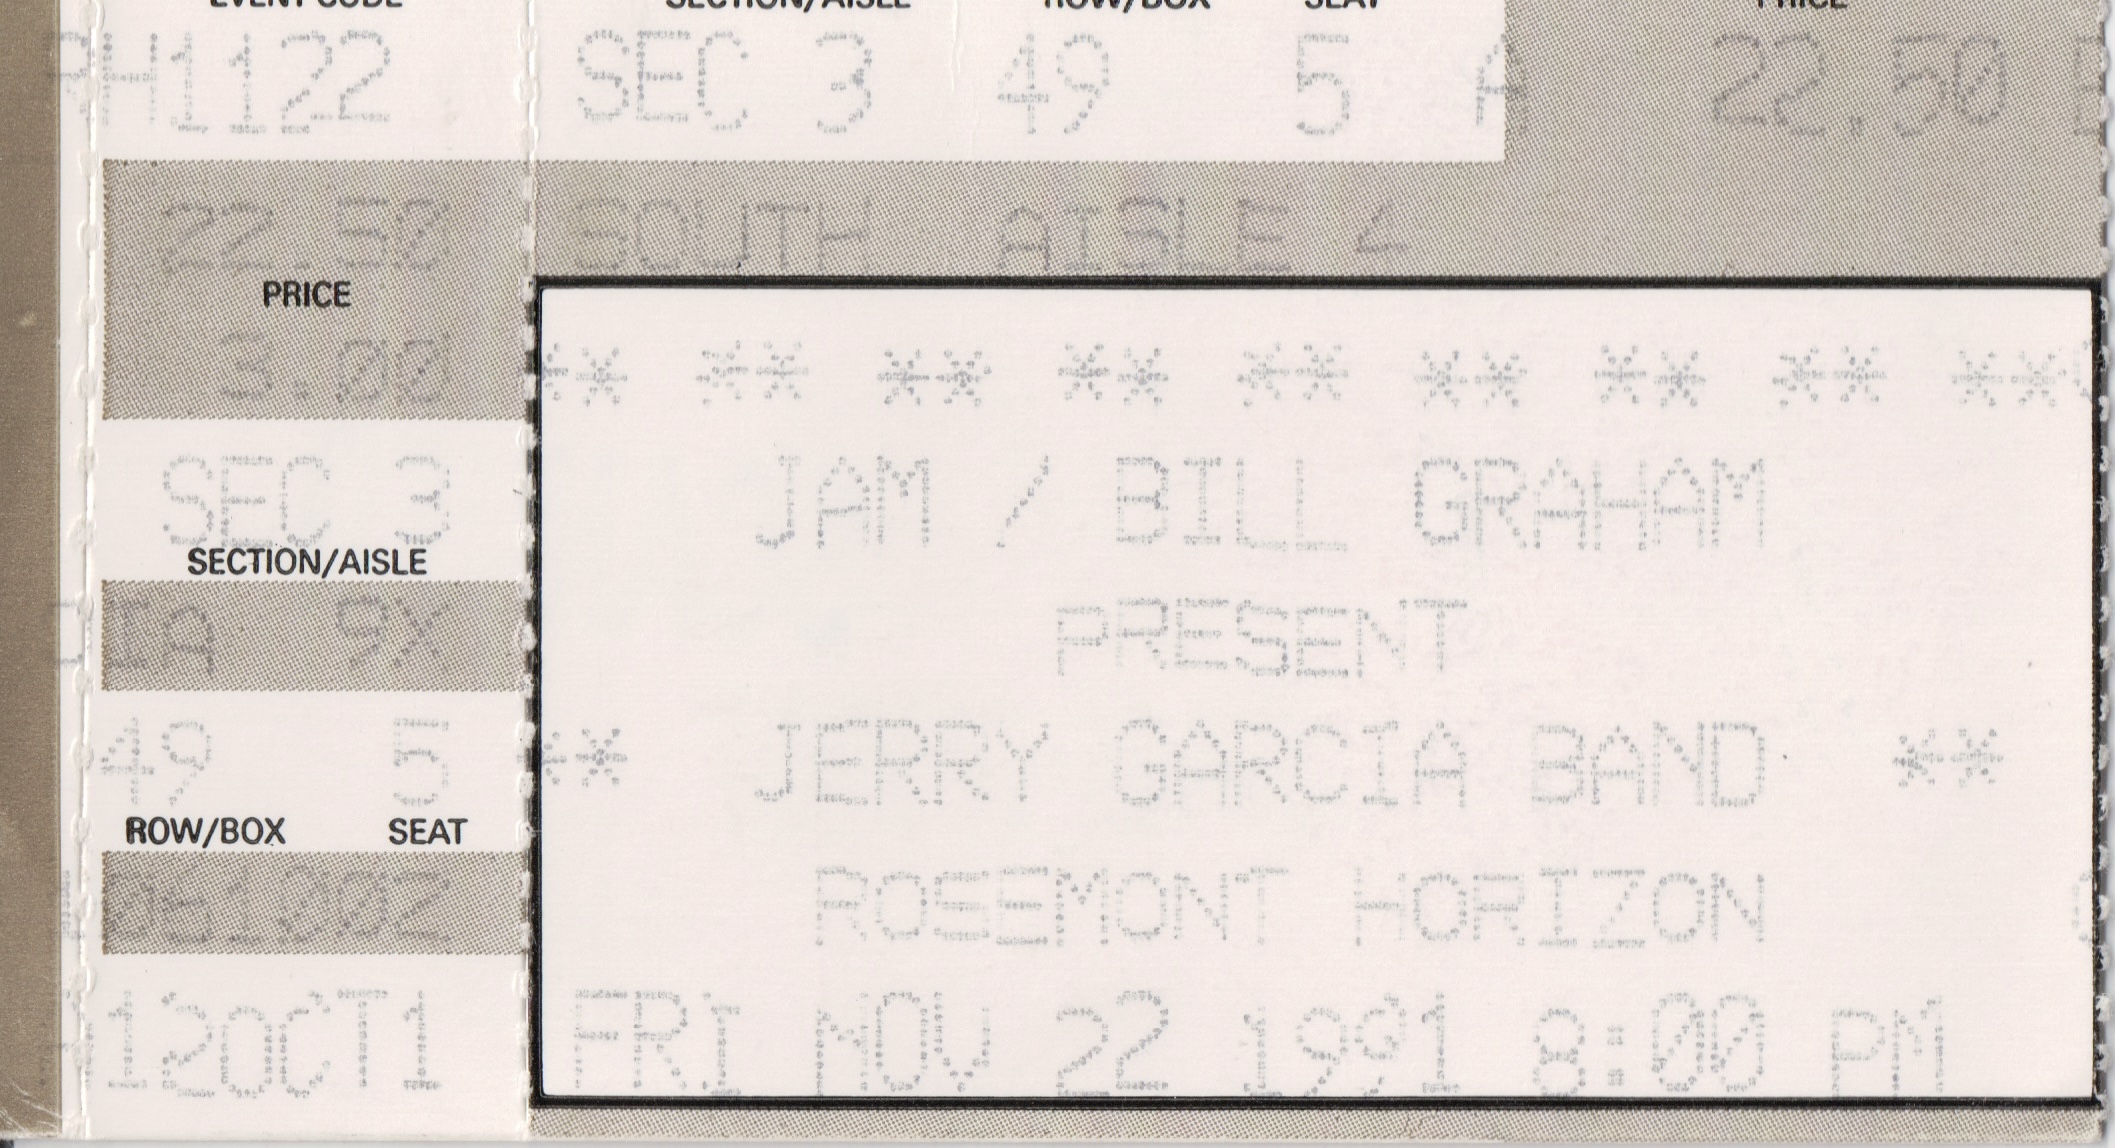 EVENT CODE SECTION/AISLE ROW/BOX SEAT PRICE
RH1122 SEC 3 49 5 A 22.50 E
22.50 SOUTH AISLE 4
PRICE
3.00
** ** ** ** ** ** ** ** **
SEC 3 JAM / BILL GRAHAM
SECTION/AISLE
IA 9X PRESENT
49 5 ** JERRY GARCIA BAND **
ROW/BOX SEAT
ROSEMONT HORIZON
12OCT1 FRI NOV 22 1991 8:00 PM